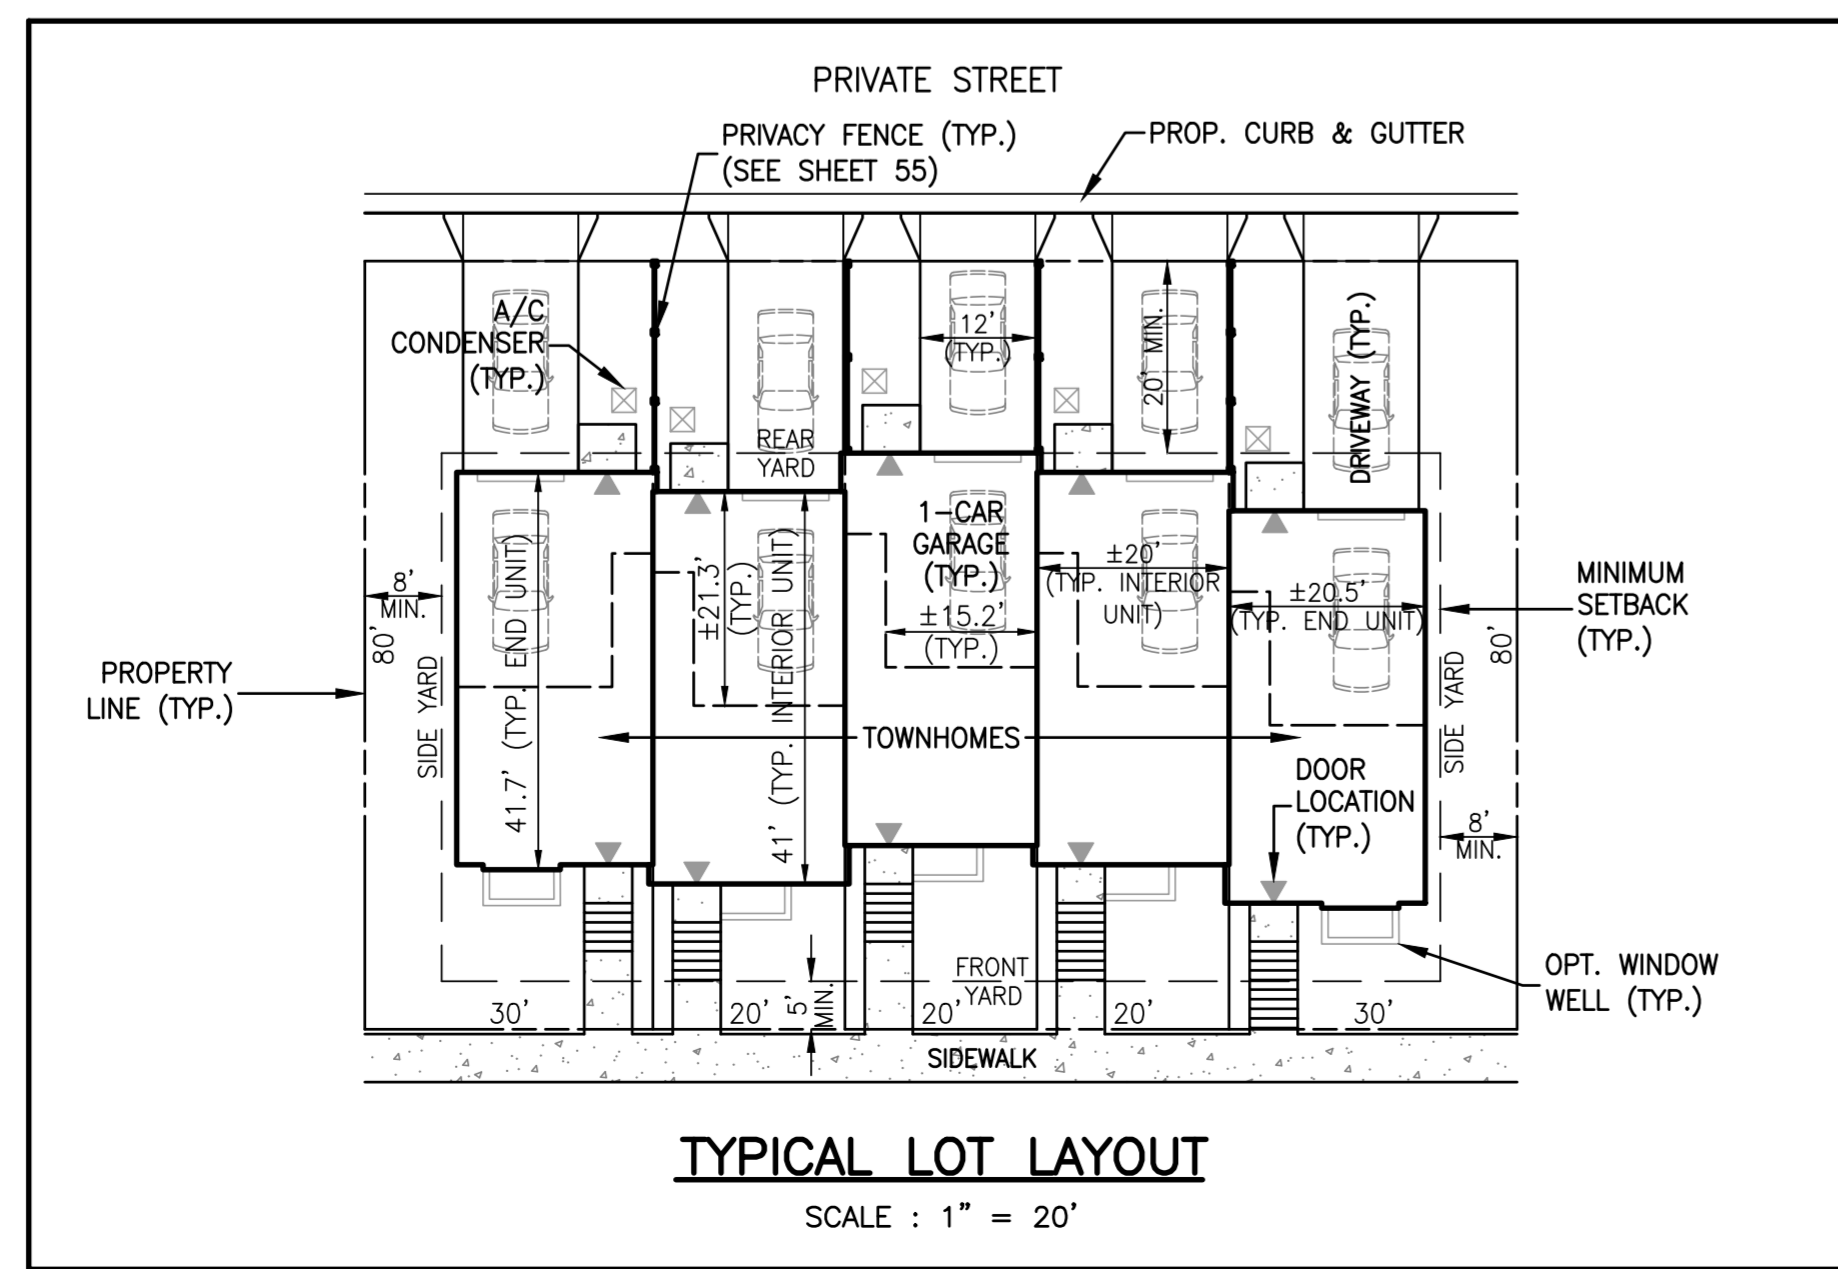 PRIVATE STREET
PRIVACY FENCE (TYP.)
(SEE SHEET 55)
PROP. CURB & GUTTER
A/C
CONDENSER
(TYP.)
12'
(TYP.)
20' MIN.
DRIVEWAY (TYP.)
REAR
YARD
1-CAR
GARAGE
(TYP.)
±15.2'
(TYP.)
±20'
(TYP. INTERIOR
UNIT)
±20.5'
(TYP. END UNIT)
±21.3'
(TYP.)
41.7' (TYP. END UNIT)
41' (TYP. INTERIOR UNIT)
8'
MIN.
80'
SIDE YARD
PROPERTY
LINE (TYP.)
MINIMUM
SETBACK
(TYP.)
80'
SIDE YARD
TOWNHOMES
DOOR
LOCATION
(TYP.)
8'
MIN.
OPT. WINDOW
WELL (TYP.)
FRONT
YARD
5'
MIN.
30'
20'
20'
20'
30'
SIDEWALK
TYPICAL LOT LAYOUT
SCALE : 1" = 20'